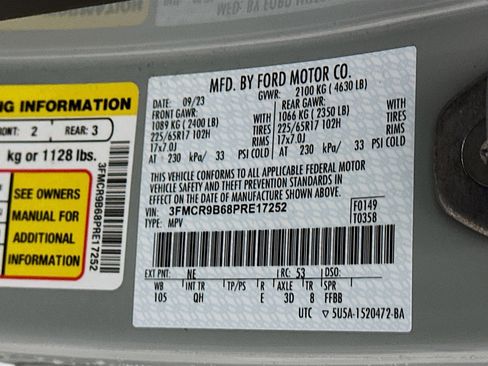 NG INFORMATION
FRONT: 2 REAR: 3
kg or 1128 lbs.
SEE OWNERS
MANUAL FOR
ADDITIONAL
INFORMATION
3FMCR9B68PRE17252
MFD. BY FORD MOTOR CO.
DATE: 09/23 GVWR: 2100 KG (4630 LB)
FRONT GAWR: REAR GAWR:
1089 KG (2400 LB) WITH 1066 KG (2350 LB) WITH
225/65R17 102H TIRES 225/65R17 102H TIRES
17x7.0J RIMS 17x7.0J RIMS
AT 230 kPa/ 33 PSI COLD AT 230 kPa/ 33 PSI COLD
THIS VEHICLE CONFORMS TO ALL APPLICABLE FEDERAL MOTOR
VEHICLE SAFETY AND THEFT PREVENTION STANDARDS IN
EFFECT ON THE DATE OF MANUFACTURE SHOWN ABOVE.
VIN: 3FMCR9B68PRE17252 F0149
TYPE: MPV T0358
EXT PNT: NE RC: 53 DSO:
WB INT TR TP/PS R AXLE TR SPR
105 QH E 3D 8 FFBB
UTC 5U5A-1520472-BA